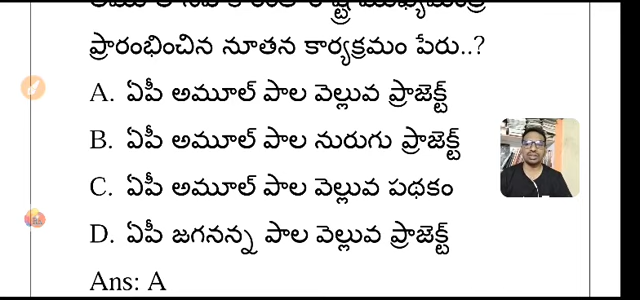 ప్రారంభించిన నూతన కార్యక్రమం పేరు..?
A. ఏపీ అమూల్ పాల వెల్లువ ప్రాజెక్ట్
B. ఏపీ అమూల్ పాల నురుగు ప్రాజెక్ట్
C. ఏపీ అమూల్ పాల వెల్లువ పథకం
D. ఏపీ జగనన్న పాల వెల్లువ ప్రాజెక్ట్
Ans: A